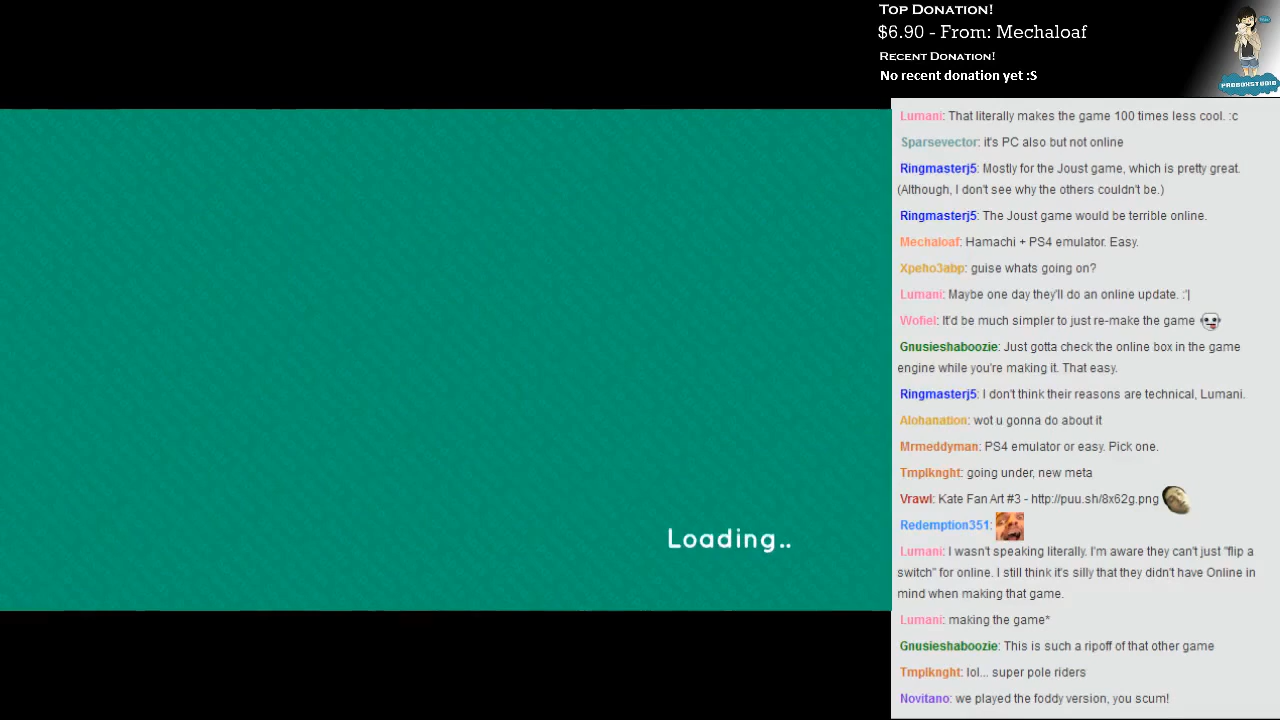 Top Donation!
$6.90 - From: Mechaloaf
Recent Donation!
No recent donation yet :S
PROBOXSTUDIO
Lumani: That literally makes the game 100 times less cool. :c
Sparsevector: it's PC also but not online
Ringmasterj5: Mostly for the Joust game, which is pretty great.
(Although, I don't see why the others couldn't be.)
Ringmasterj5: The Joust game would be terrible online.
Mechaloaf: Hamachi + PS4 emulator. Easy.
Xpeho3abp: guise whats going on?
Lumani: Maybe one day they'll do an online update. :'|
Wofiel: It'd be much simpler to just re-make the game
Gnusieshaboozie: Just gotta check the online box in the game
engine while you're making it. That easy.
Ringmasterj5: I don't think their reasons are technical, Lumani.
Alohanation: wot u gonna do about it
Mrmeddyman: PS4 emulator or easy. Pick one.
Tmplknght: going under, new meta
Vrawl: Kate Fan Art #3 - http://puu.sh/8x62g.png
Redemption351:
Lumani: I wasn't speaking literally. I'm aware they can't just "flip a
switch" for online. I still think it's silly that they didn't have Online in
mind when making that game.
Lumani: making the game*
Gnusieshaboozie: This is such a ripoff of that other game
Tmplknght: lol... super pole riders
Novitano: we played the foddy version, you scum!
Loading..